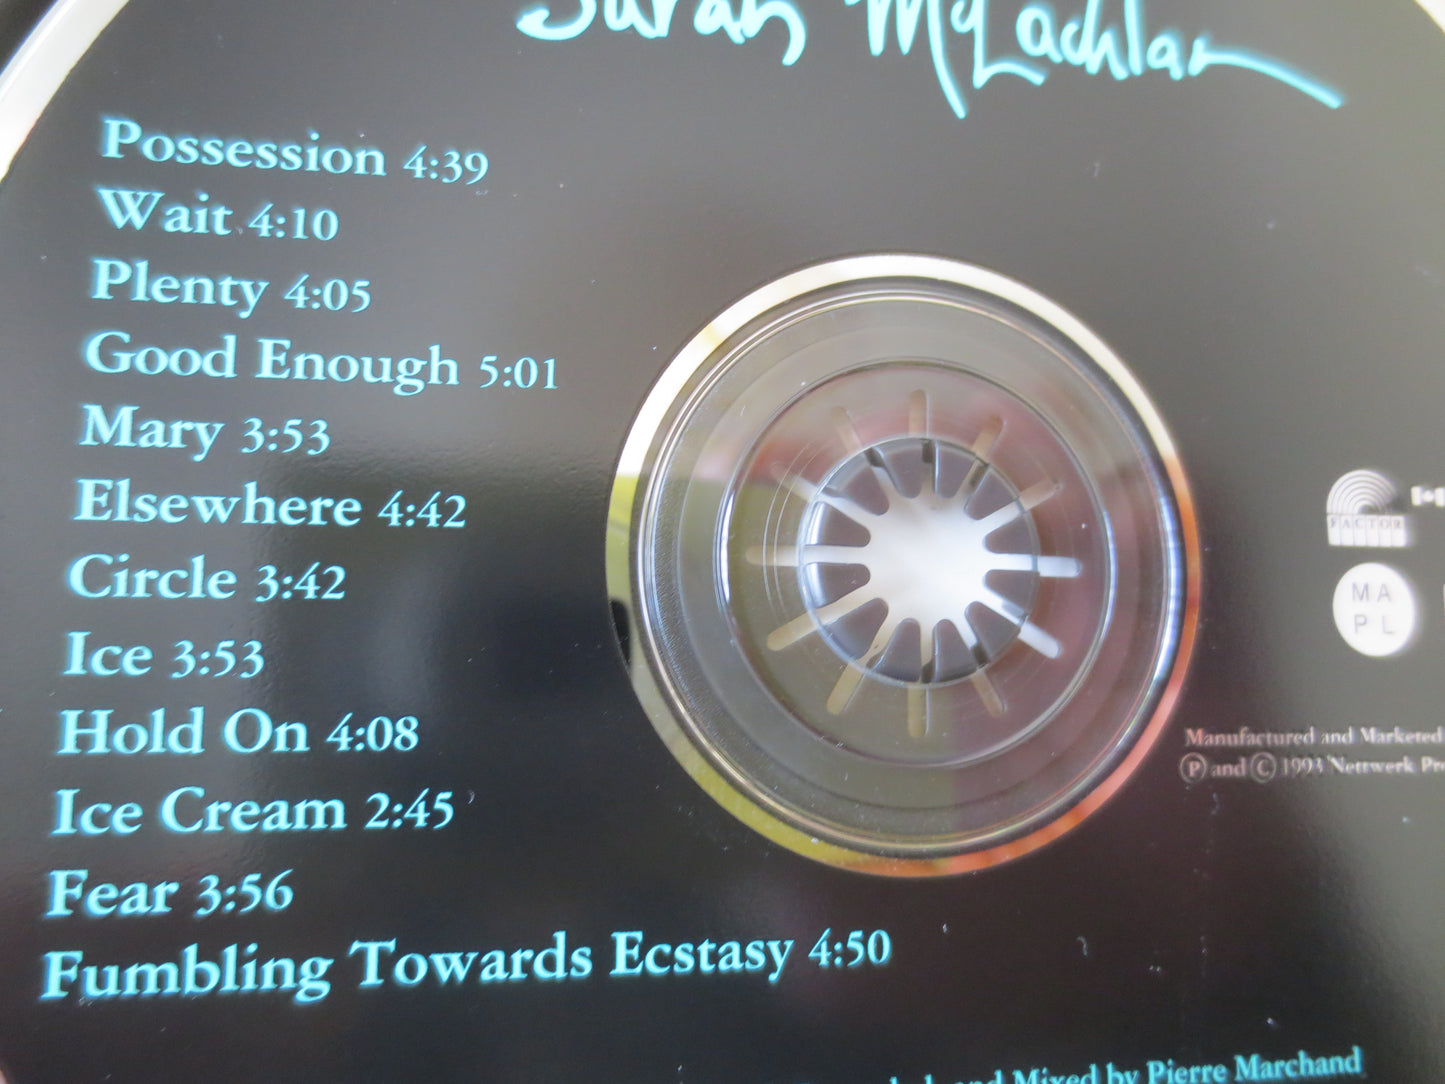 Sarah McLachlan
Possession 4:39
Wait 4:10
Plenty 4:05
Good Enough 5:01
Mary 3:53
Elsewhere 4:42
Circle 3:42
Ice 3:53
Hold On 4:08
Ice Cream 2:45
Fear 3:56
Fumbling Towards Ecstasy 4:50
FACTOR
MA
PL
Manufactured and Marketed
Ⓟ and Ⓒ 1993 Nettwerk
and Mixed by Pierre Marchand